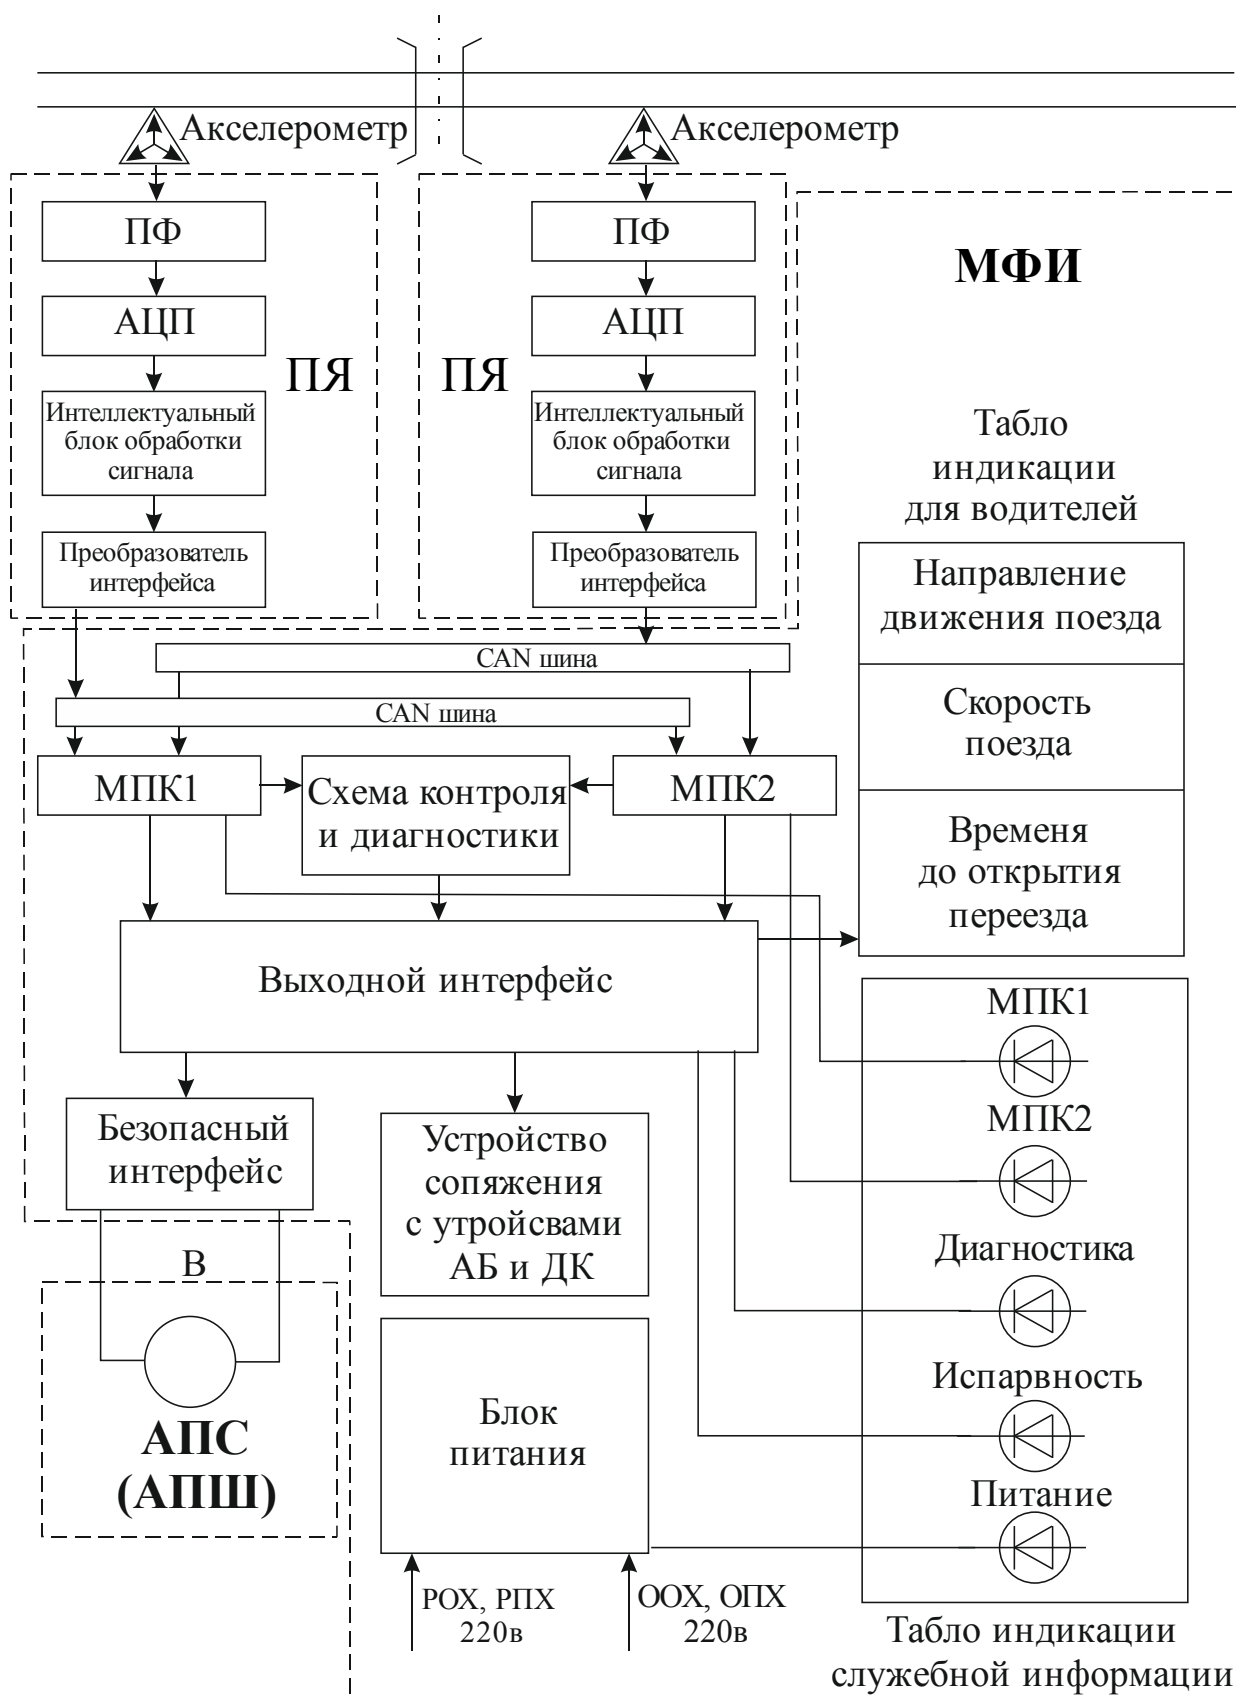 Акселерометр
Акселерометр
ПФ
АЦП
ПЯ
Интеллектуальный
блок обработки
сигнала
Преобразователь
интерфейса
ПФ
АЦП
ПЯ
Интеллектуальный
блок обработки
сигнала
Преобразователь
интерфейса
МФИ
Табло
индикации
для водителей
Направление
движения поезда
Скорость
поезда
Временя
до открытия
переезда
CAN шина
CAN шина
МПК1
Схема контроля
и диагностики
МПК2
Выходной интерфейс
Безопасный
интерфейс
Устройство
сопяжения
с утройсвами
АБ и ДК
В
АПС
(АПШ)
Блок
питания
РОХ, РПХ
220в
ООХ, ОПХ
220в
МПК1
МПК2
Диагностика
Испарвность
Питание
Табло индикации
служебной информации